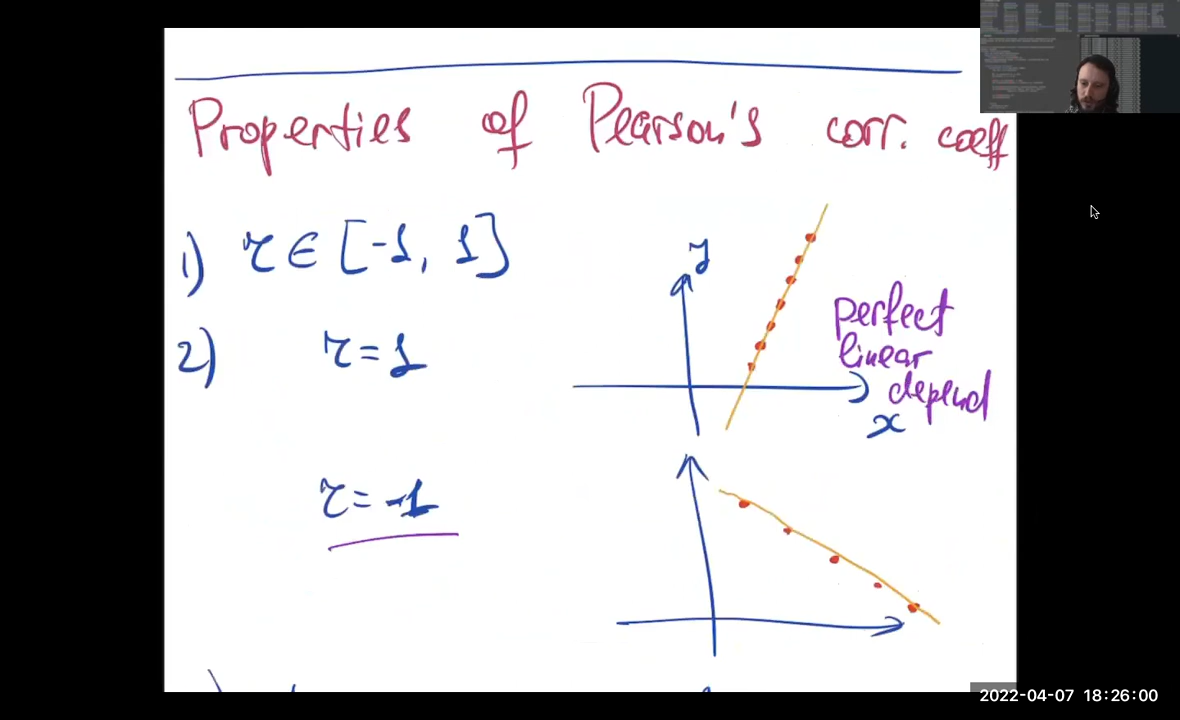 Properties of Pearson's corr. coeff
1) r ∈ [-1, 1]
y
perfect
linear
depend
x
2) r = 1
r = -1
2022-04-07 18:26:00